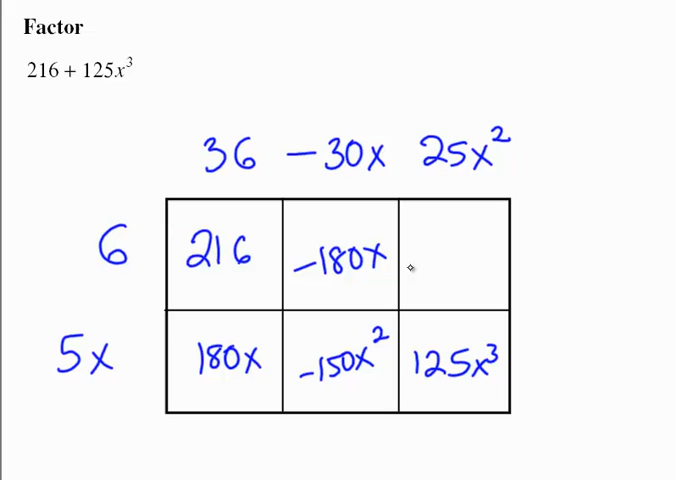 Factor
216 + 125x³
36 −30x 25x²
6 216 −180x
5x 180x −150x² 125x³